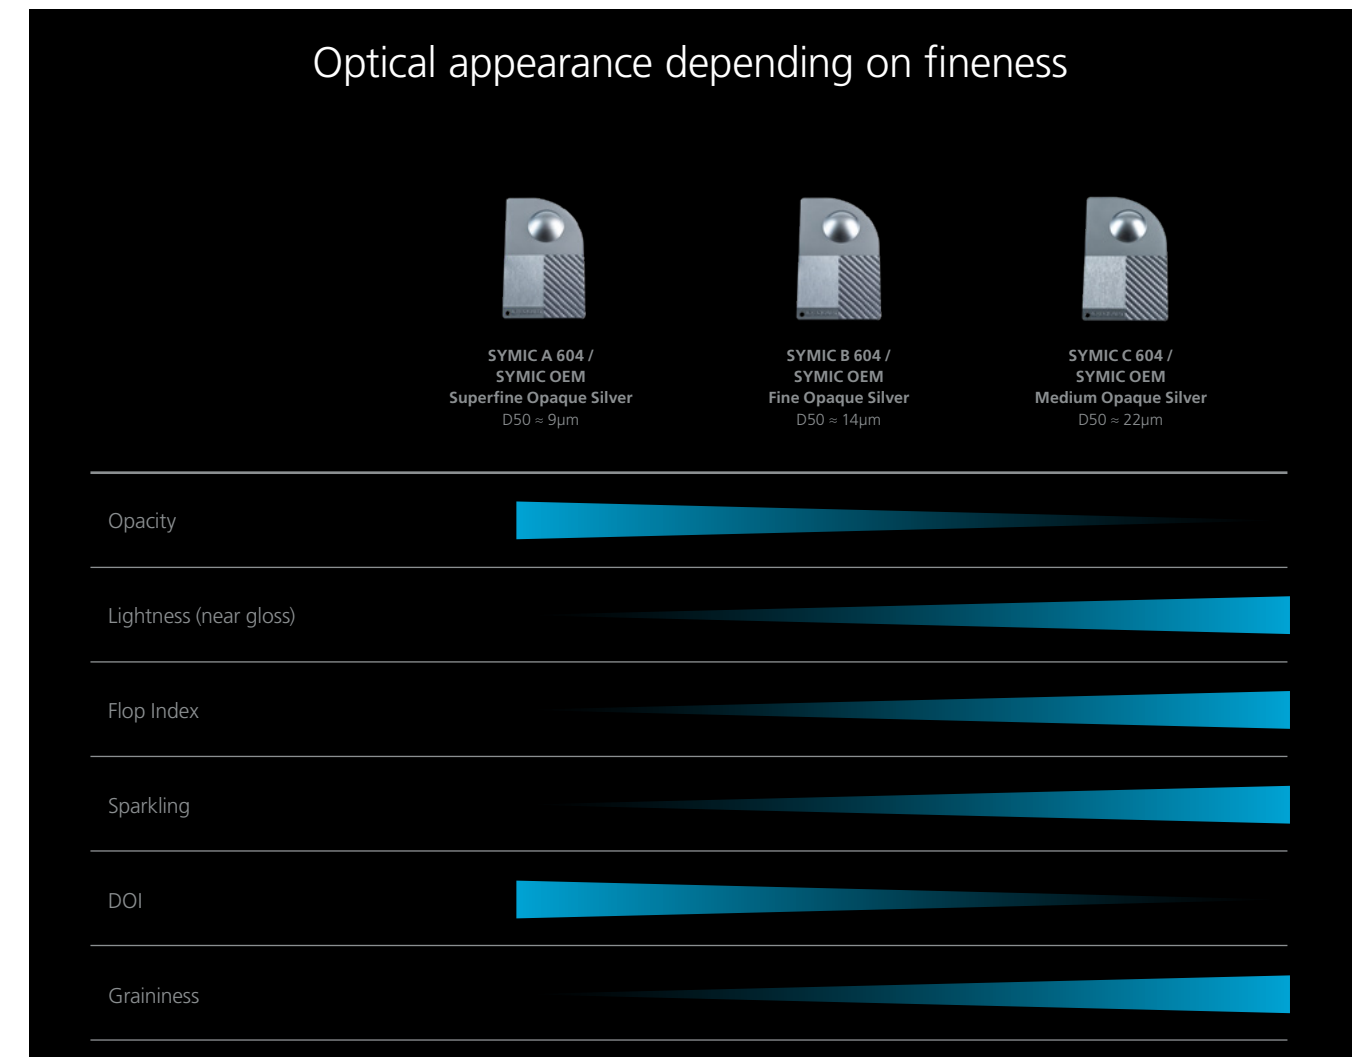 Optical appearance depending on fineness
SYMIC A 604 /
SYMIC OEM
Superfine Opaque Silver
D50 ≈ 9µm
SYMIC B 604 /
SYMIC OEM
Fine Opaque Silver
D50 ≈ 14µm
SYMIC C 604 /
SYMIC OEM
Medium Opaque Silver
D50 ≈ 22µm
Opacity
Lightness (near gloss)
Flop Index
Sparkling
DOI
Graininess